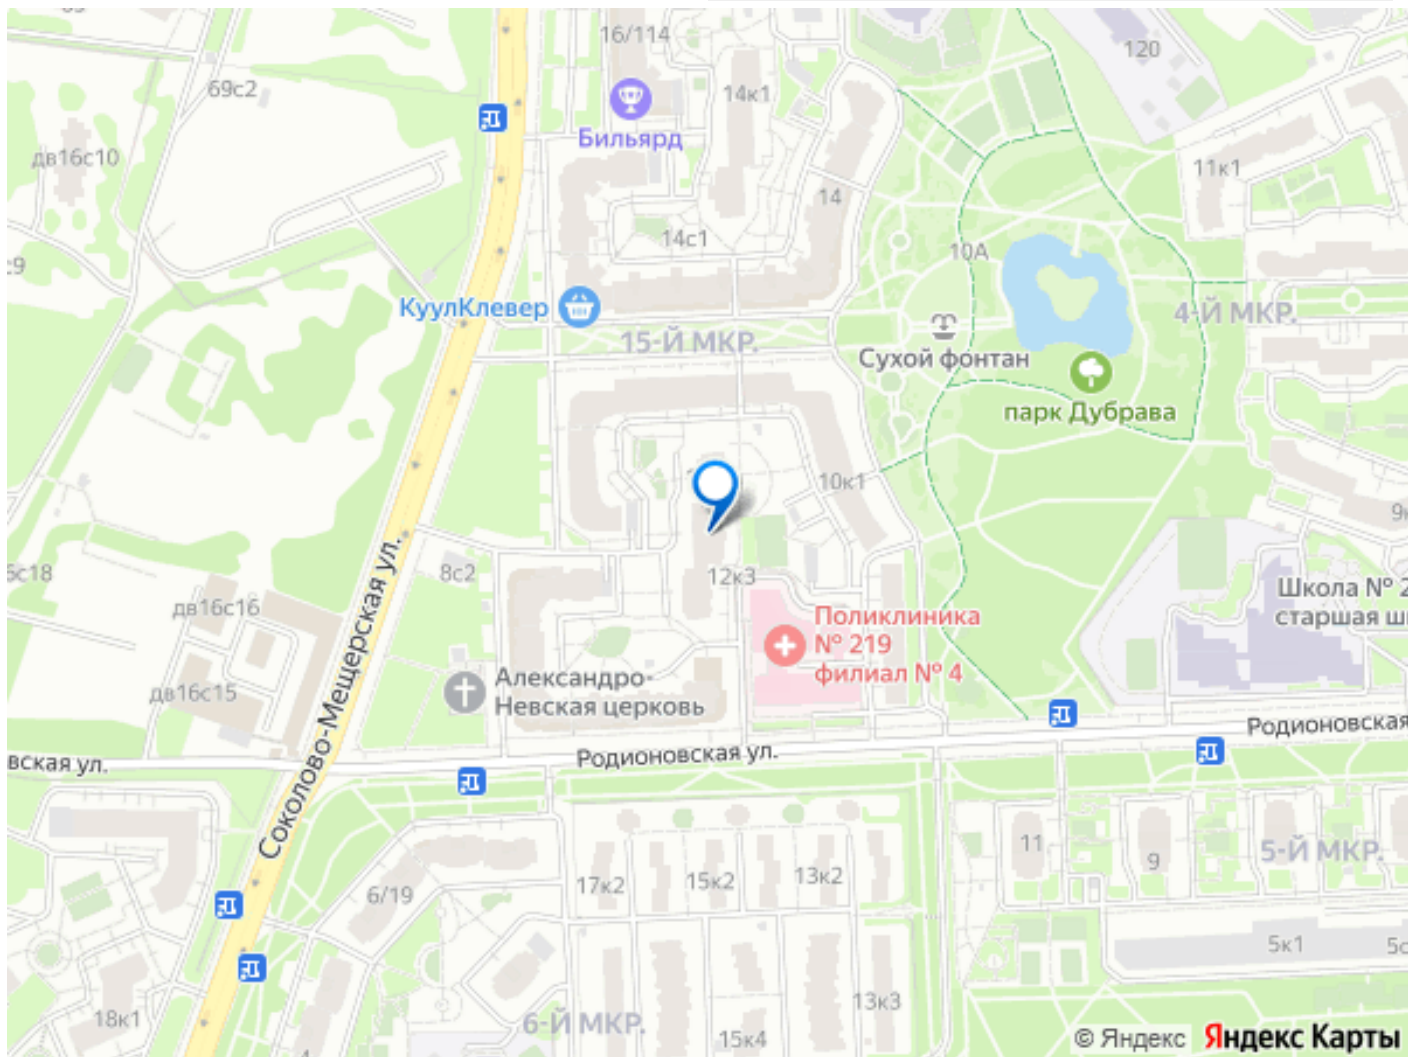 16/114
120
69с2
14к1
Бильярд
дв16с10
11к1
14
14с1
10А
КуулКлевер
4-Й МКР.
15-Й МКР.
Сухой фонтан
парк Дубрава
10к1
8с2
12к3
дв16с16
Школа № 2
старшая ш
Поликлиника
№ 219
филиал № 4
Александро-
Невская церковь
дв16с15
Соколово-Мещерская ул.
Родионовская
Родионовская ул.
вская ул.
11
9
5-Й МКР.
17к2
15к2
13к2
6/19
5к1
13к3
18к1
6-Й МКР.
15к4
© Яндекс Яндекс Карты